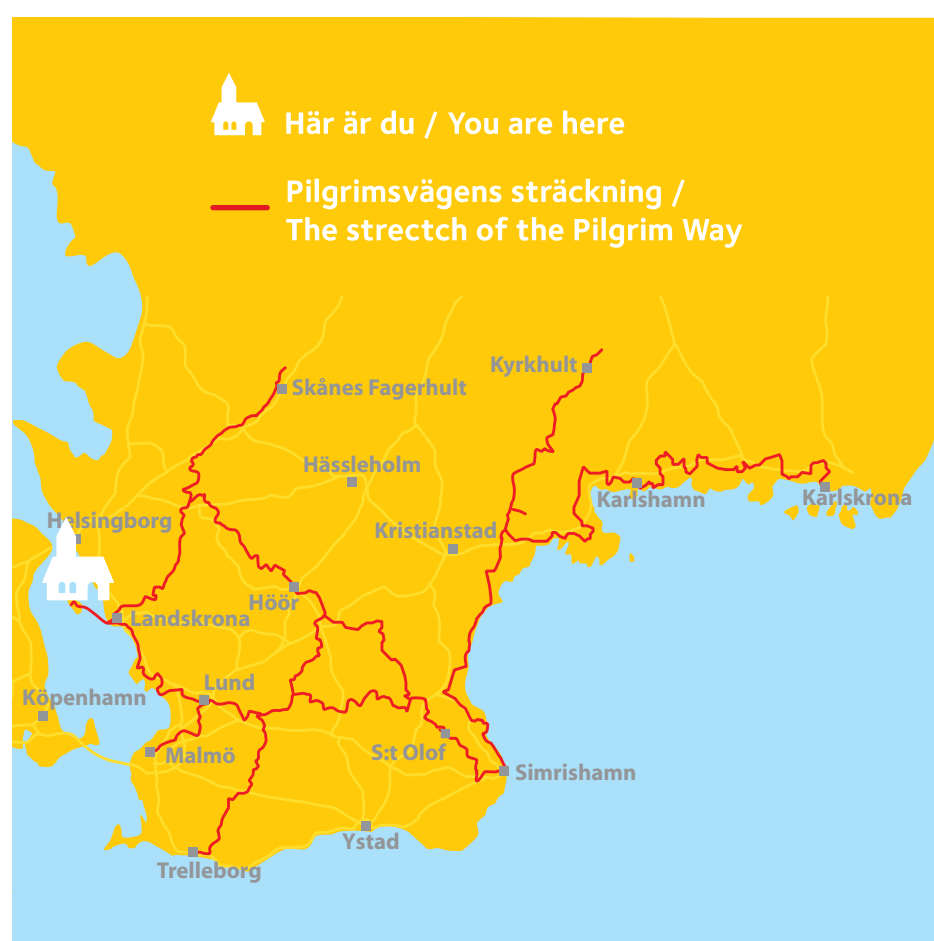 Här är du / You are here
Pilgrimsvägens sträckning /
The strectch of the Pilgrim Way
Kyrkhult
Skånes Fagerhult
Hässleholm
Karlshamn
Karlskrona
Helsingborg
Kristianstad
Höör
Landskrona
Lund
Köpenhamn
S:t Olof
Malmö
Simrishamn
Ystad
Trelleborg